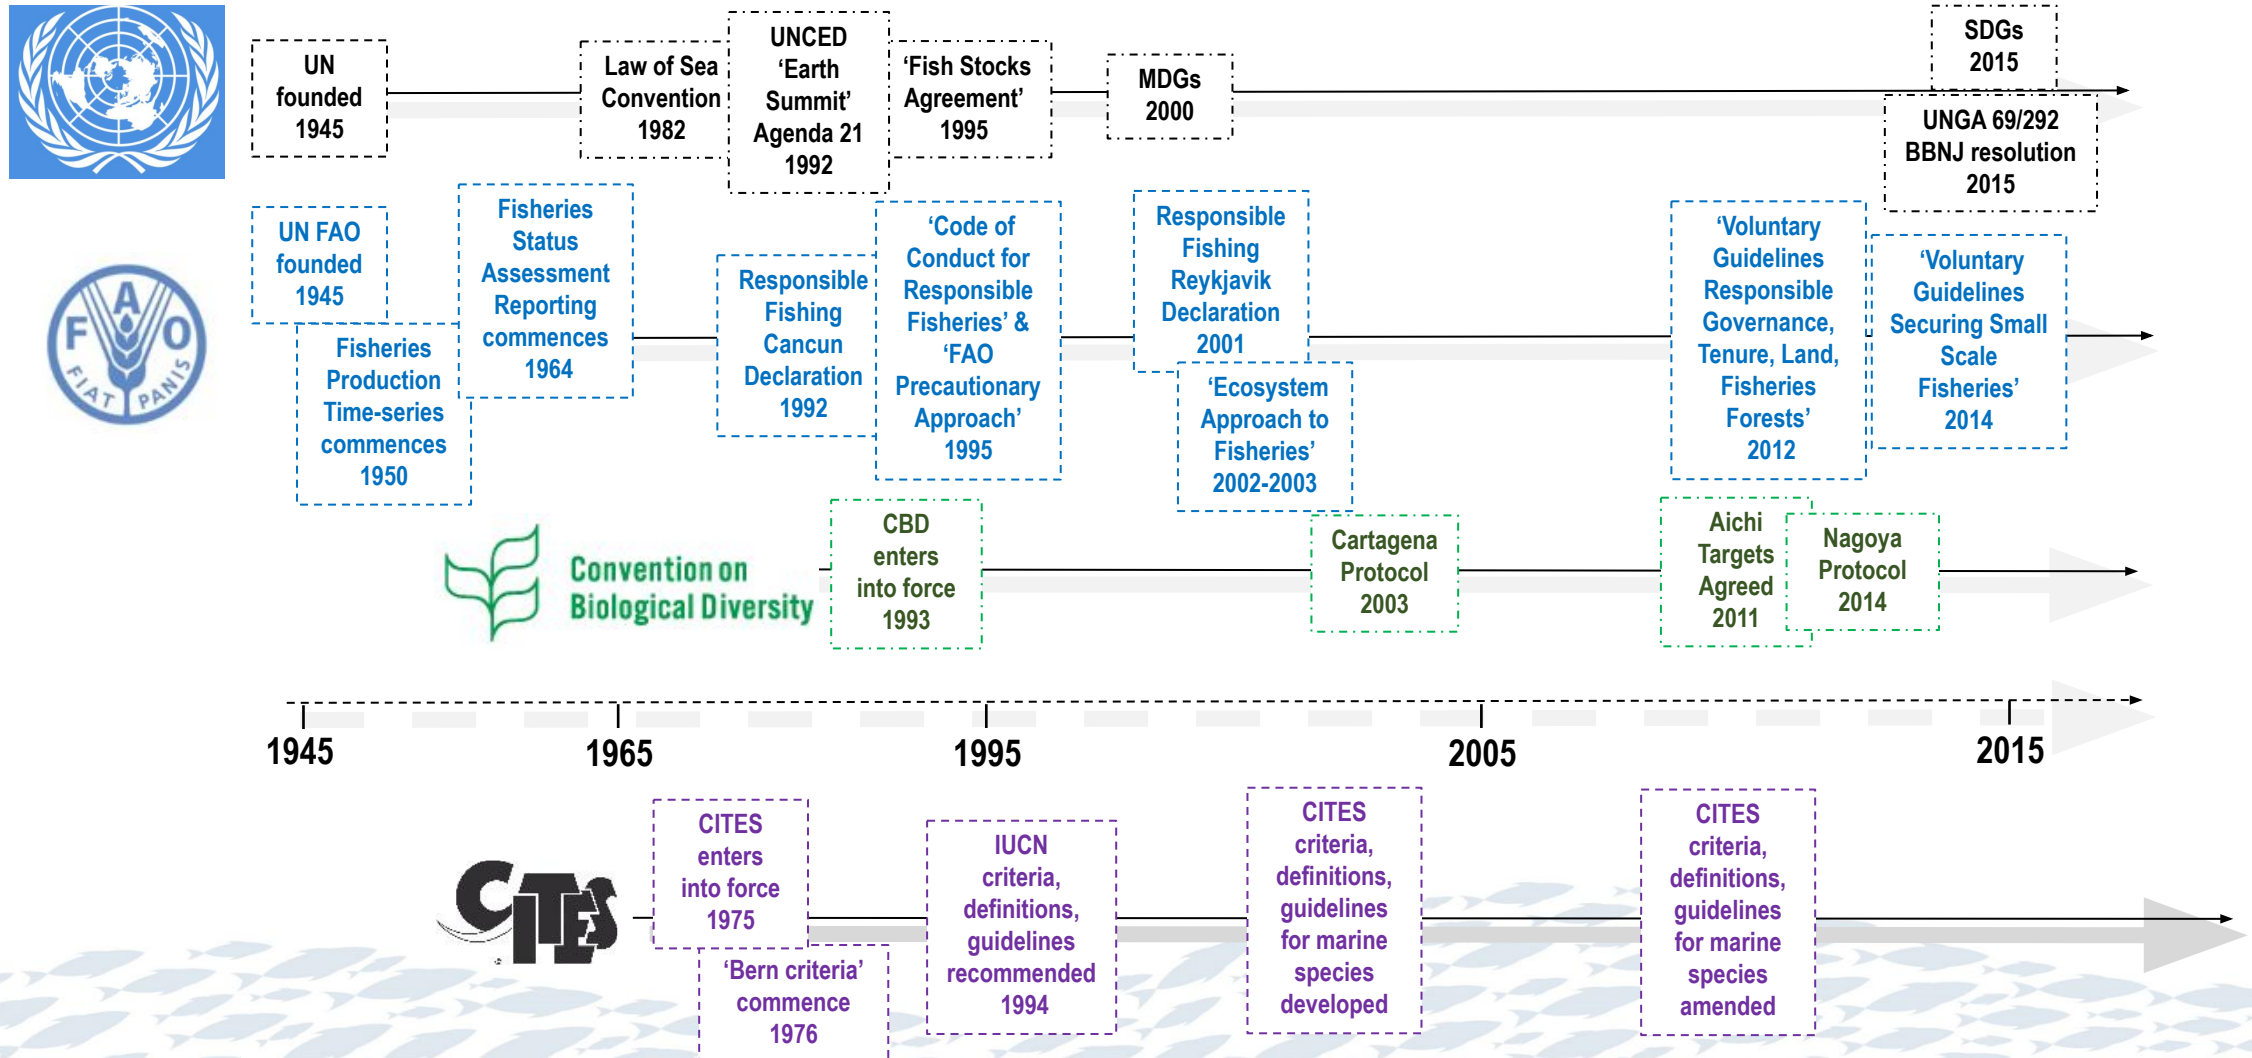 UN
founded
1945
Law of Sea
Convention
1982
UNCED
‘Earth
Summit’
Agenda 21
1992
‘Fish Stocks
Agreement’
1995
MDGs
2000
SDGs
2015
UNGA 69/292
BBNJ resolution
2015
F A O
FIAT PANIS
UN FAO
founded
1945
Fisheries
Production
Time-series
commences
1950
Fisheries
Status
Assessment
Reporting
commences
1964
Responsible
Fishing
Cancun
Declaration
1992
‘Code of
Conduct for
Responsible
Fisheries’ &
‘FAO
Precautionary
Approach’
1995
Responsible
Fishing
Reykjavik
Declaration
2001
‘Ecosystem
Approach to
Fisheries’
2002-2003
‘Voluntary
Guidelines
Responsible
Governance,
Tenure, Land,
Fisheries
Forests’
2012
‘Voluntary
Guidelines
Securing Small
Scale
Fisheries’
2014
Convention on
Biological Diversity
CBD
enters
into force
1993
Cartagena
Protocol
2003
Aichi
Targets
Agreed
2011
Nagoya
Protocol
2014
1945
1965
1995
2005
2015
CITES
CITES
enters
into force
1975
‘Bern criteria’
commence
1976
IUCN
criteria,
definitions,
guidelines
recommended
1994
CITES
criteria,
definitions,
guidelines
for marine
species
developed
CITES
criteria,
definitions,
guidelines
for marine
species
amended